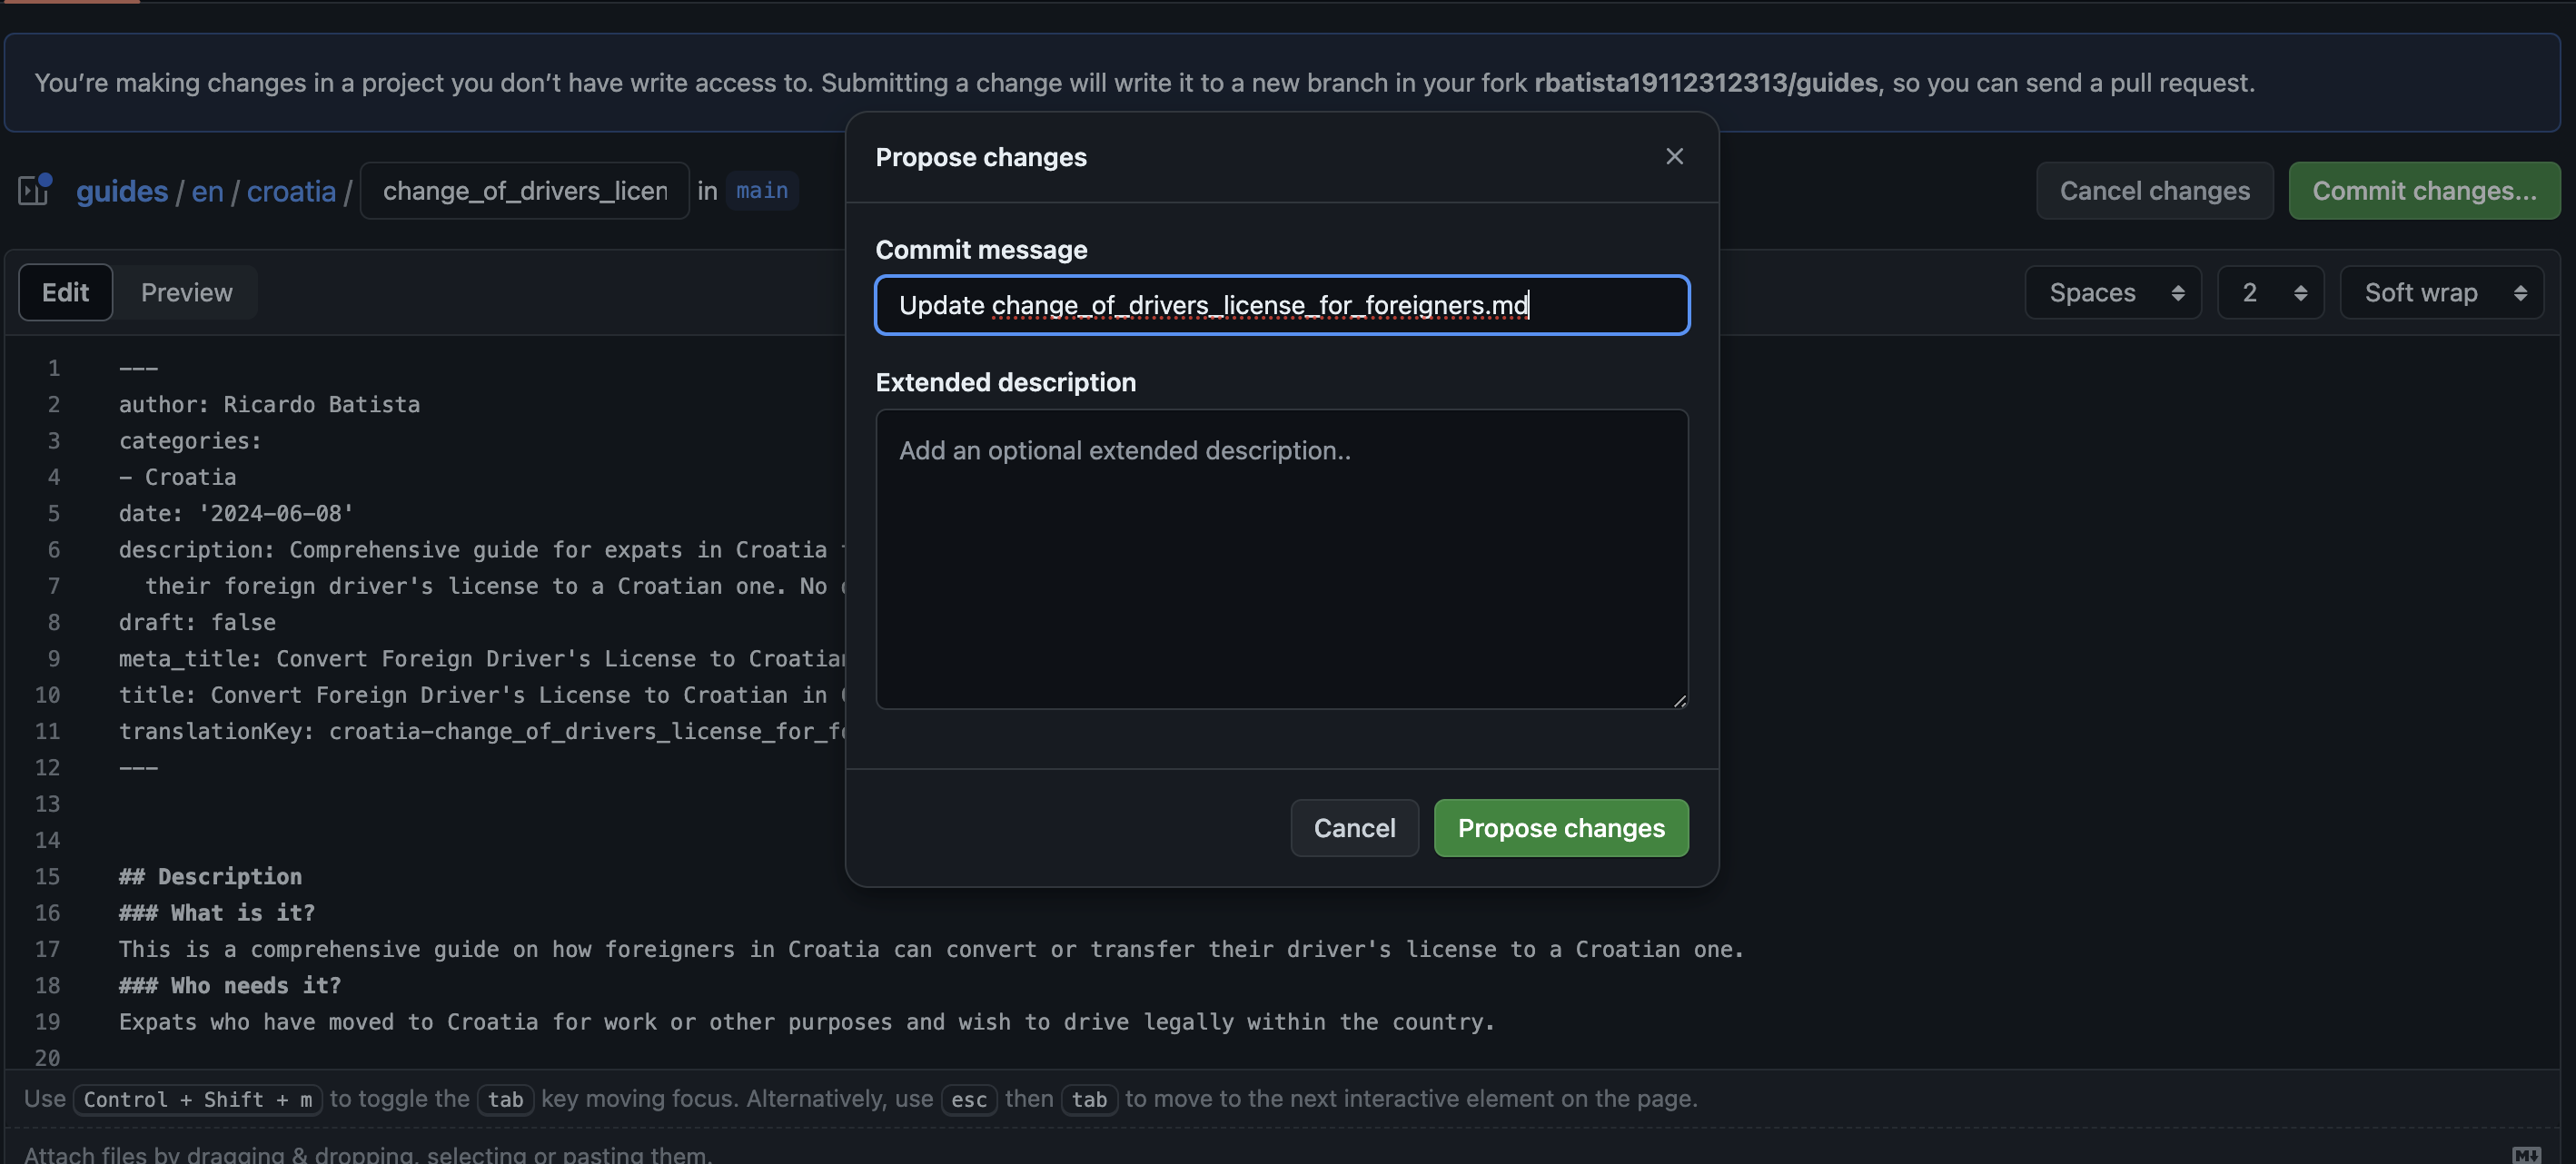 You’re making changes in a project you don’t have write access to. Submitting a change will write it to a new branch in your fork rbatista19112312313/guides, so you can send a pull request.
guides / en / croatia / change_of_drivers_licen in main
Cancel changes
Commit changes...
Propose changes
Commit message
Update change_of_drivers_license_for_foreigners.md
Extended description
Add an optional extended description..
Cancel
Propose changes
Edit
Preview
Spaces
2
Soft wrap
1 ---
2 author: Ricardo Batista
3 categories:
4 - Croatia
5 date: '2024-06-08'
6 description: Comprehensive guide for expats in Croatia
7 their foreign driver's license to a Croatian one. No
8 draft: false
9 meta_title: Convert Foreign Driver's License to Croatian
10 title: Convert Foreign Driver's License to Croatian in
11 translationKey: croatia-change_of_drivers_license_for_f
12 ---
13
14
15 ## Description
16 ### What is it?
17 This is a comprehensive guide on how foreigners in Croatia can convert or transfer their driver's license to a Croatian one.
18 ### Who needs it?
19 Expats who have moved to Croatia for work or other purposes and wish to drive legally within the country.
20
Use Control + Shift + m to toggle the tab key moving focus. Alternatively, use esc then tab to move to the next interactive element on the page.
Attach files by dragging & dropping, selecting or pasting them.